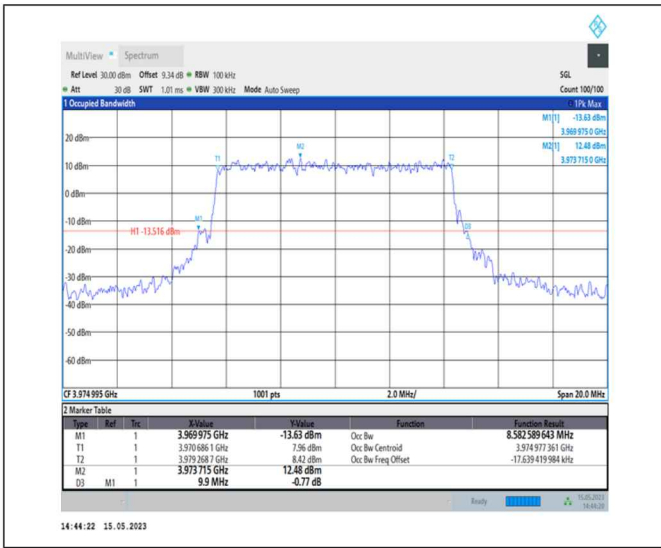 MultiView Spectrum
Ref Level 30.00 dBm Offset 9.34 dB RBW 100 kHz SGL
Att 30 dB SWT 1.01 ms VBW 300 kHz Mode Auto Sweep Count 100/100
1 Occupied Bandwidth 1Pk Max
M1[1] -13.63 dBm
3.969 975 0 GHz
M2[1] 12.48 dBm
3.973 715 0 GHz
20 dBm
M2
T1
T2
10 dBm
0 dBm
-10 dBm
M1
D3
H1 -13.516 dBm
-20 dBm
-30 dBm
-40 dBm
-50 dBm
-60 dBm
CF 3.974 995 GHz 1001 pts 2.0 MHz/ Span 20.0 MHz
2 Marker Table
Type Ref Trc X-Value Y-Value Function Function Result
M1 1 3.969 975 GHz -13.63 dBm Occ Bw 8.582 589 643 MHz
T1 1 3.970 686 1 GHz 7.96 dBm Occ Bw Centroid 3.974 977 361 GHz
T2 1 3.979 268 7 GHz 8.42 dBm Occ Bw Freq Offset -17.639 419 984 kHz
M2 1 3.973 715 GHz 12.48 dBm
D3 M1 1 9.9 MHz -0.77 dB
Ready 15.05.2023
14:44:20
14:44:22 15.05.2023